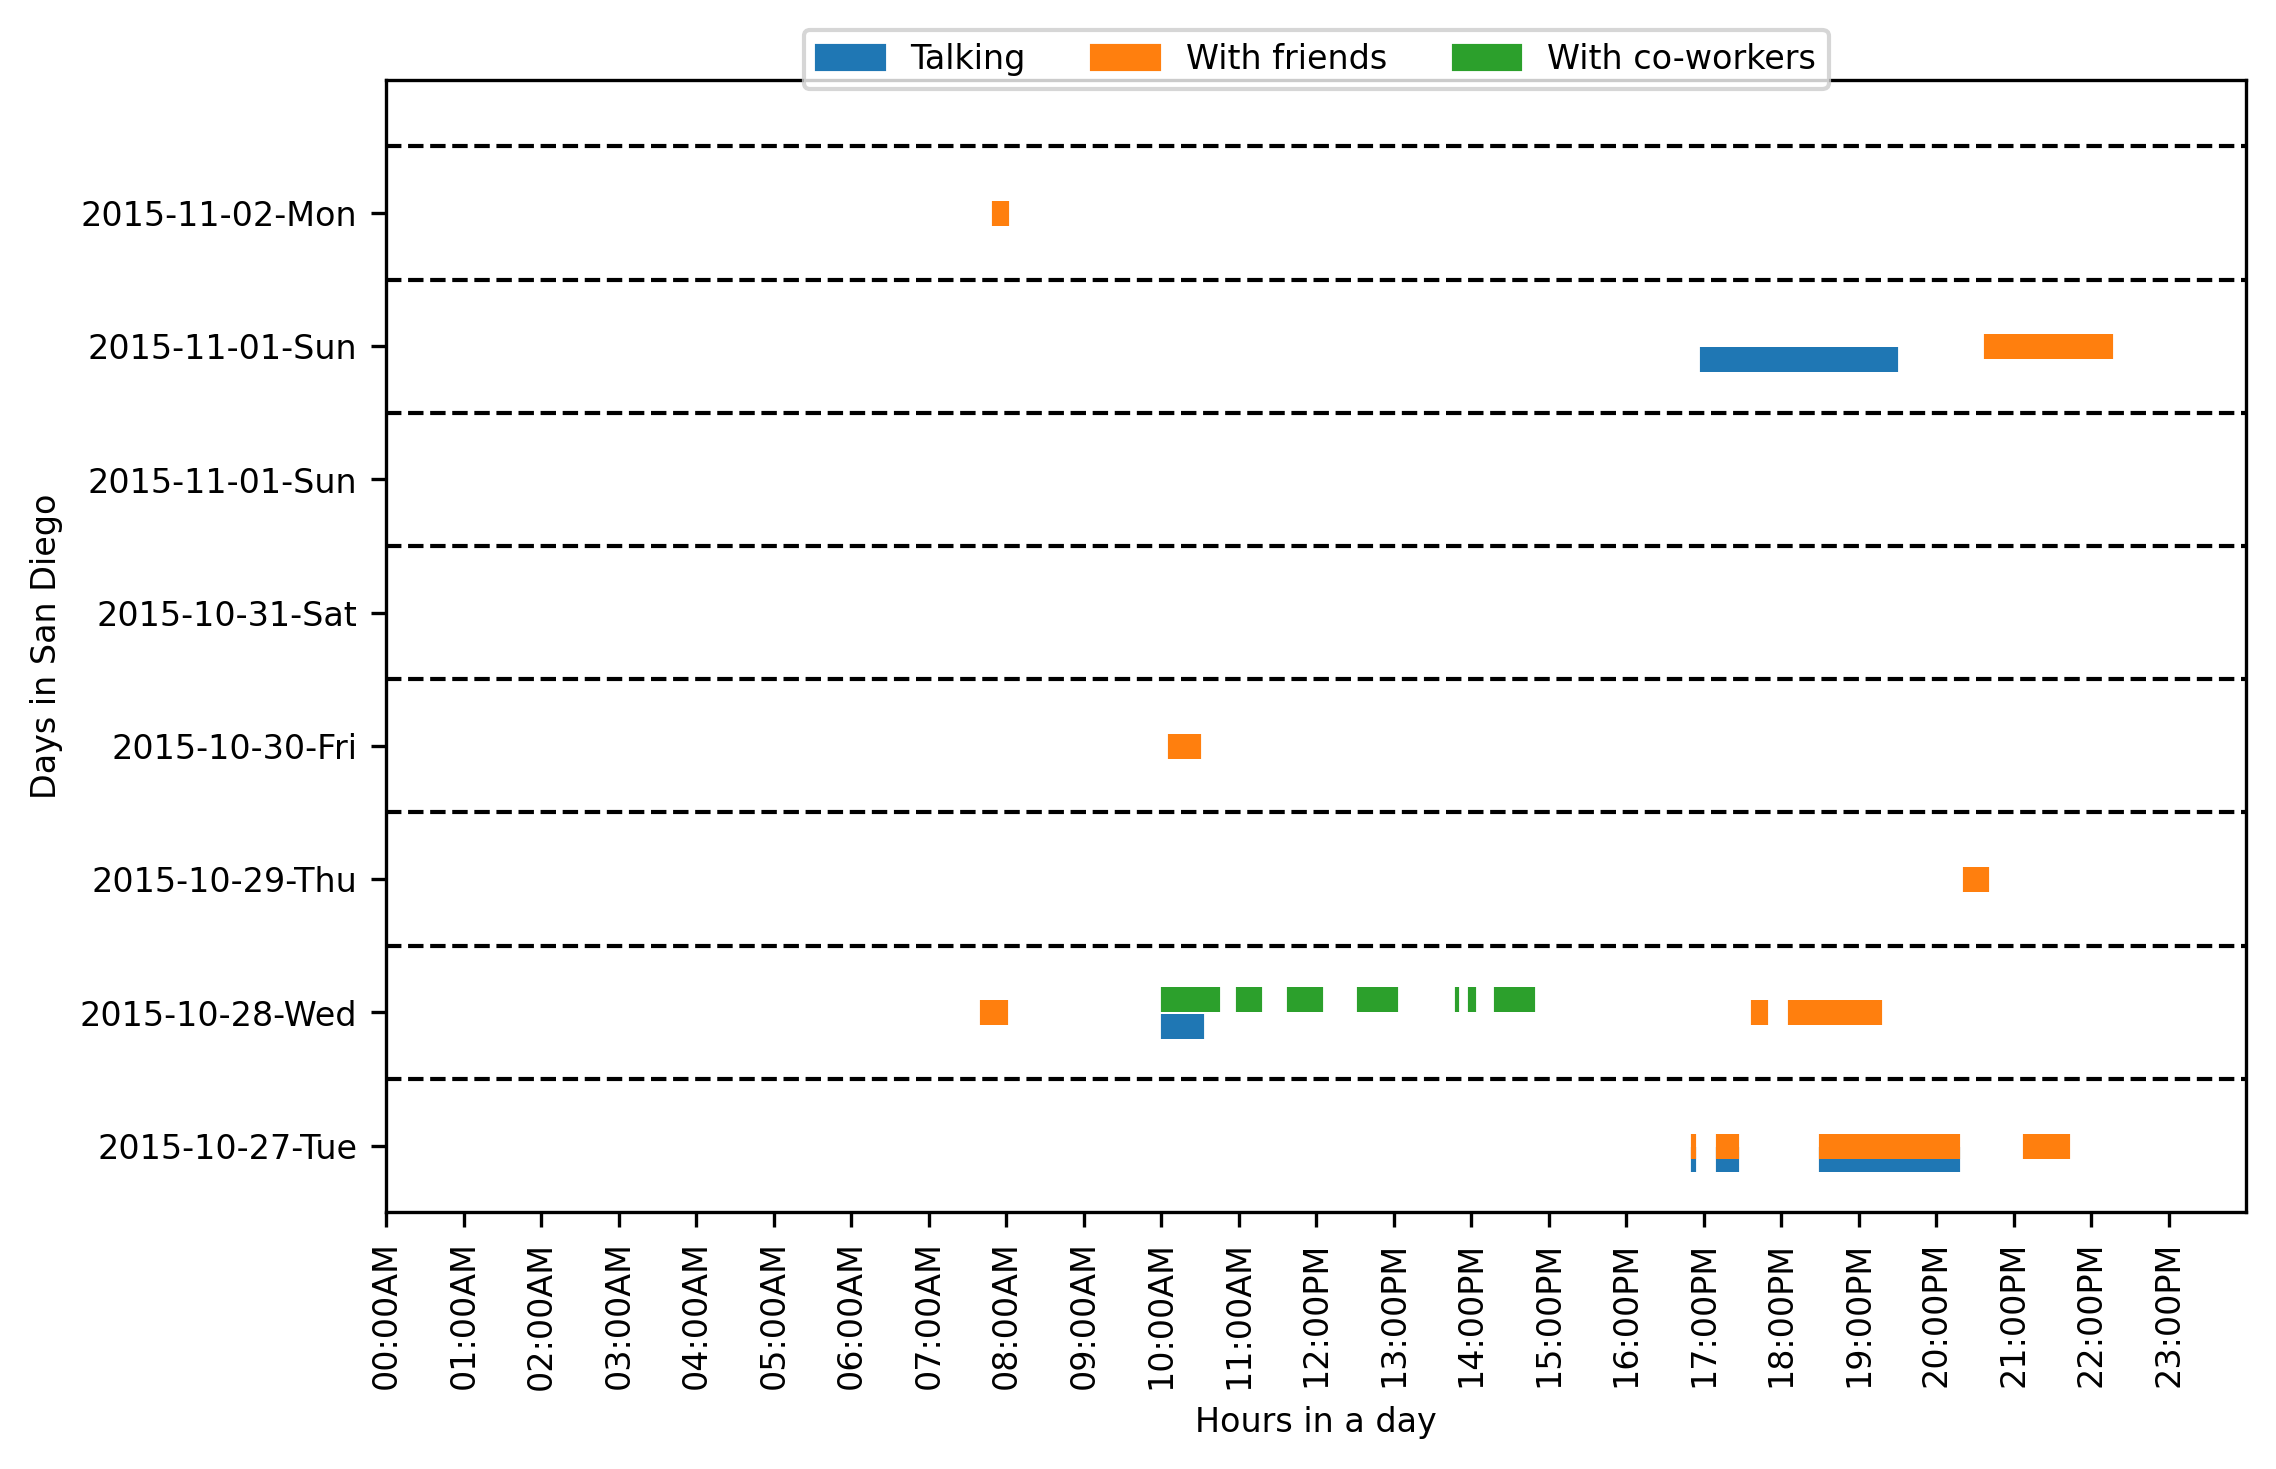 Talking With friends With co-workers
2015-11-02-Mon
2015-11-01-Sun
2015-11-01-Sun
2015-10-31-Sat
2015-10-30-Fri
2015-10-29-Thu
2015-10-28-Wed
2015-10-27-Tue
Days in San Diego
00:00AM
01:00AM
02:00AM
03:00AM
04:00AM
05:00AM
06:00AM
07:00AM
08:00AM
09:00AM
10:00AM
11:00AM
12:00PM
13:00PM
14:00PM
15:00PM
16:00PM
17:00PM
18:00PM
19:00PM
20:00PM
21:00PM
22:00PM
23:00PM
Hours in a day